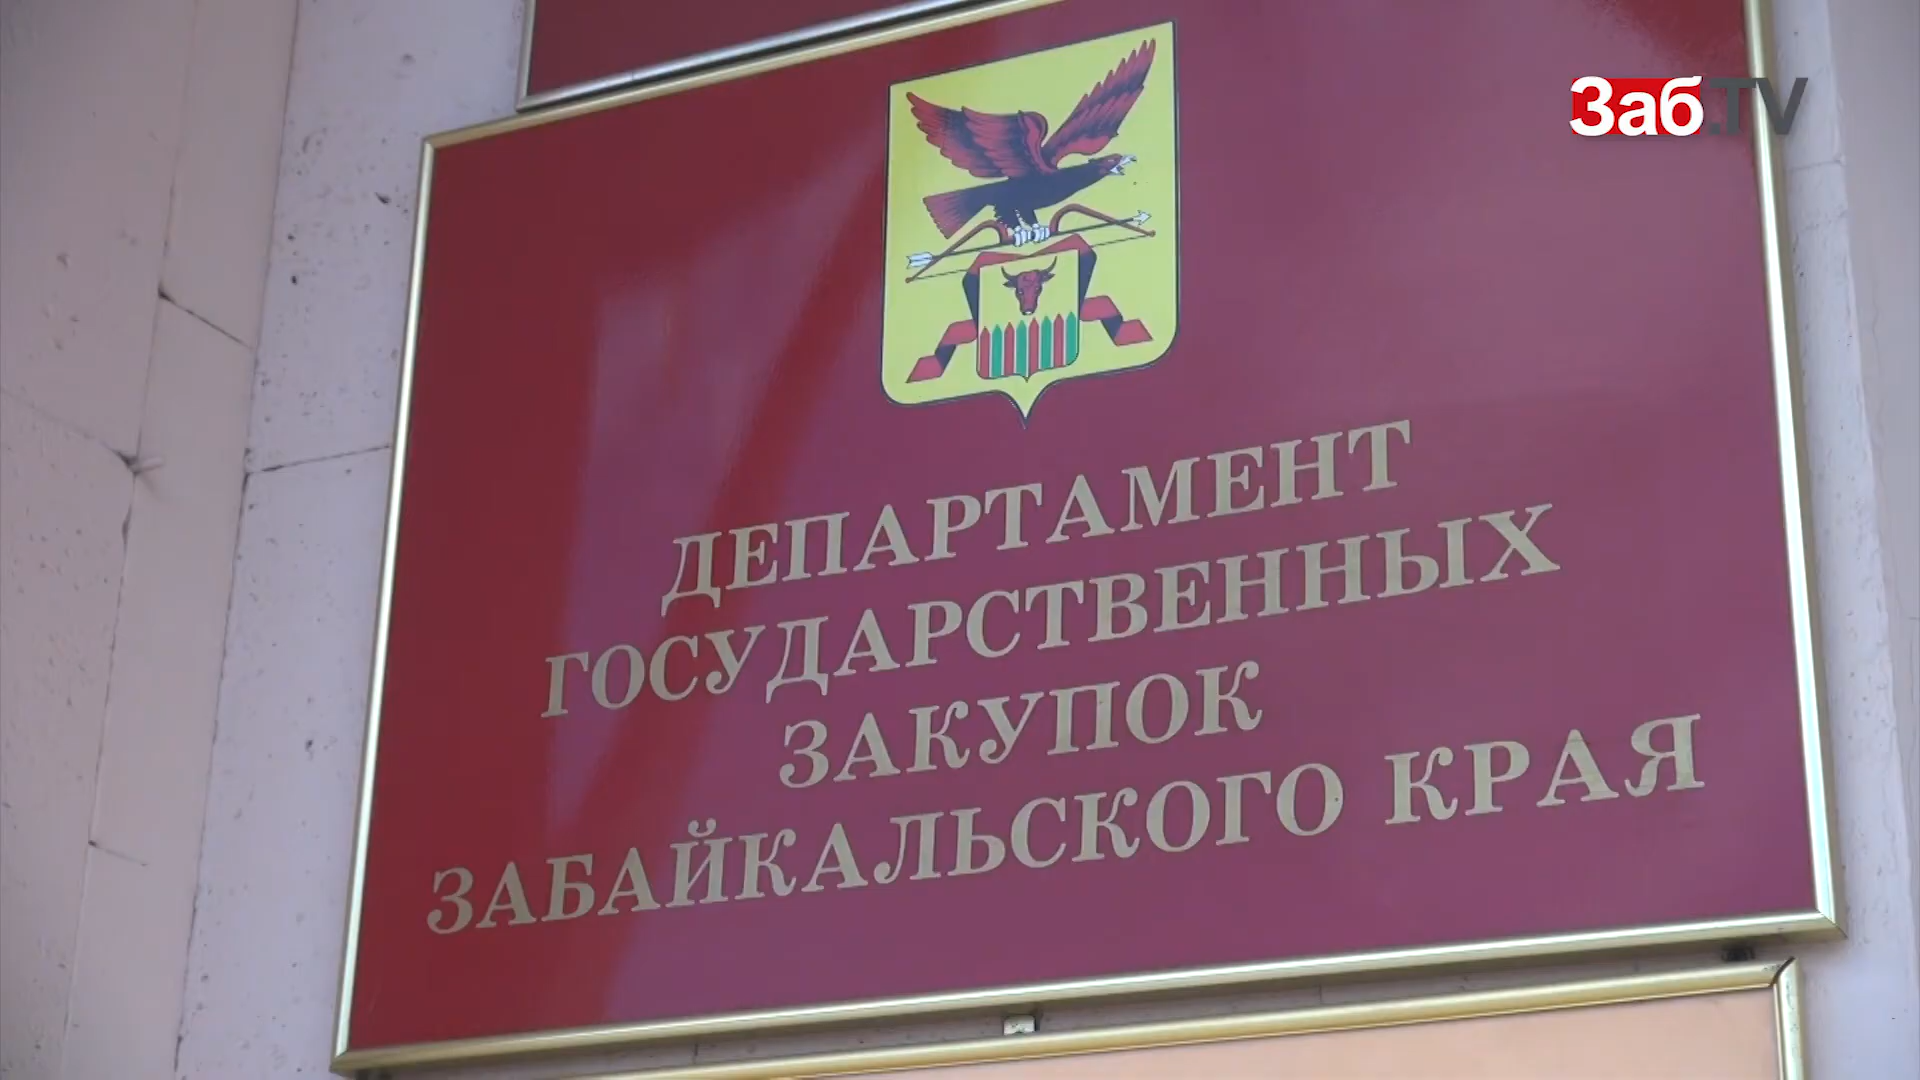 Заб.TV
ДЕПАРТАМЕНТ
ГОСУДАРСТВЕННЫХ
ЗАКУПОК
ЗАБАЙКАЛЬСКОГО КРАЯ